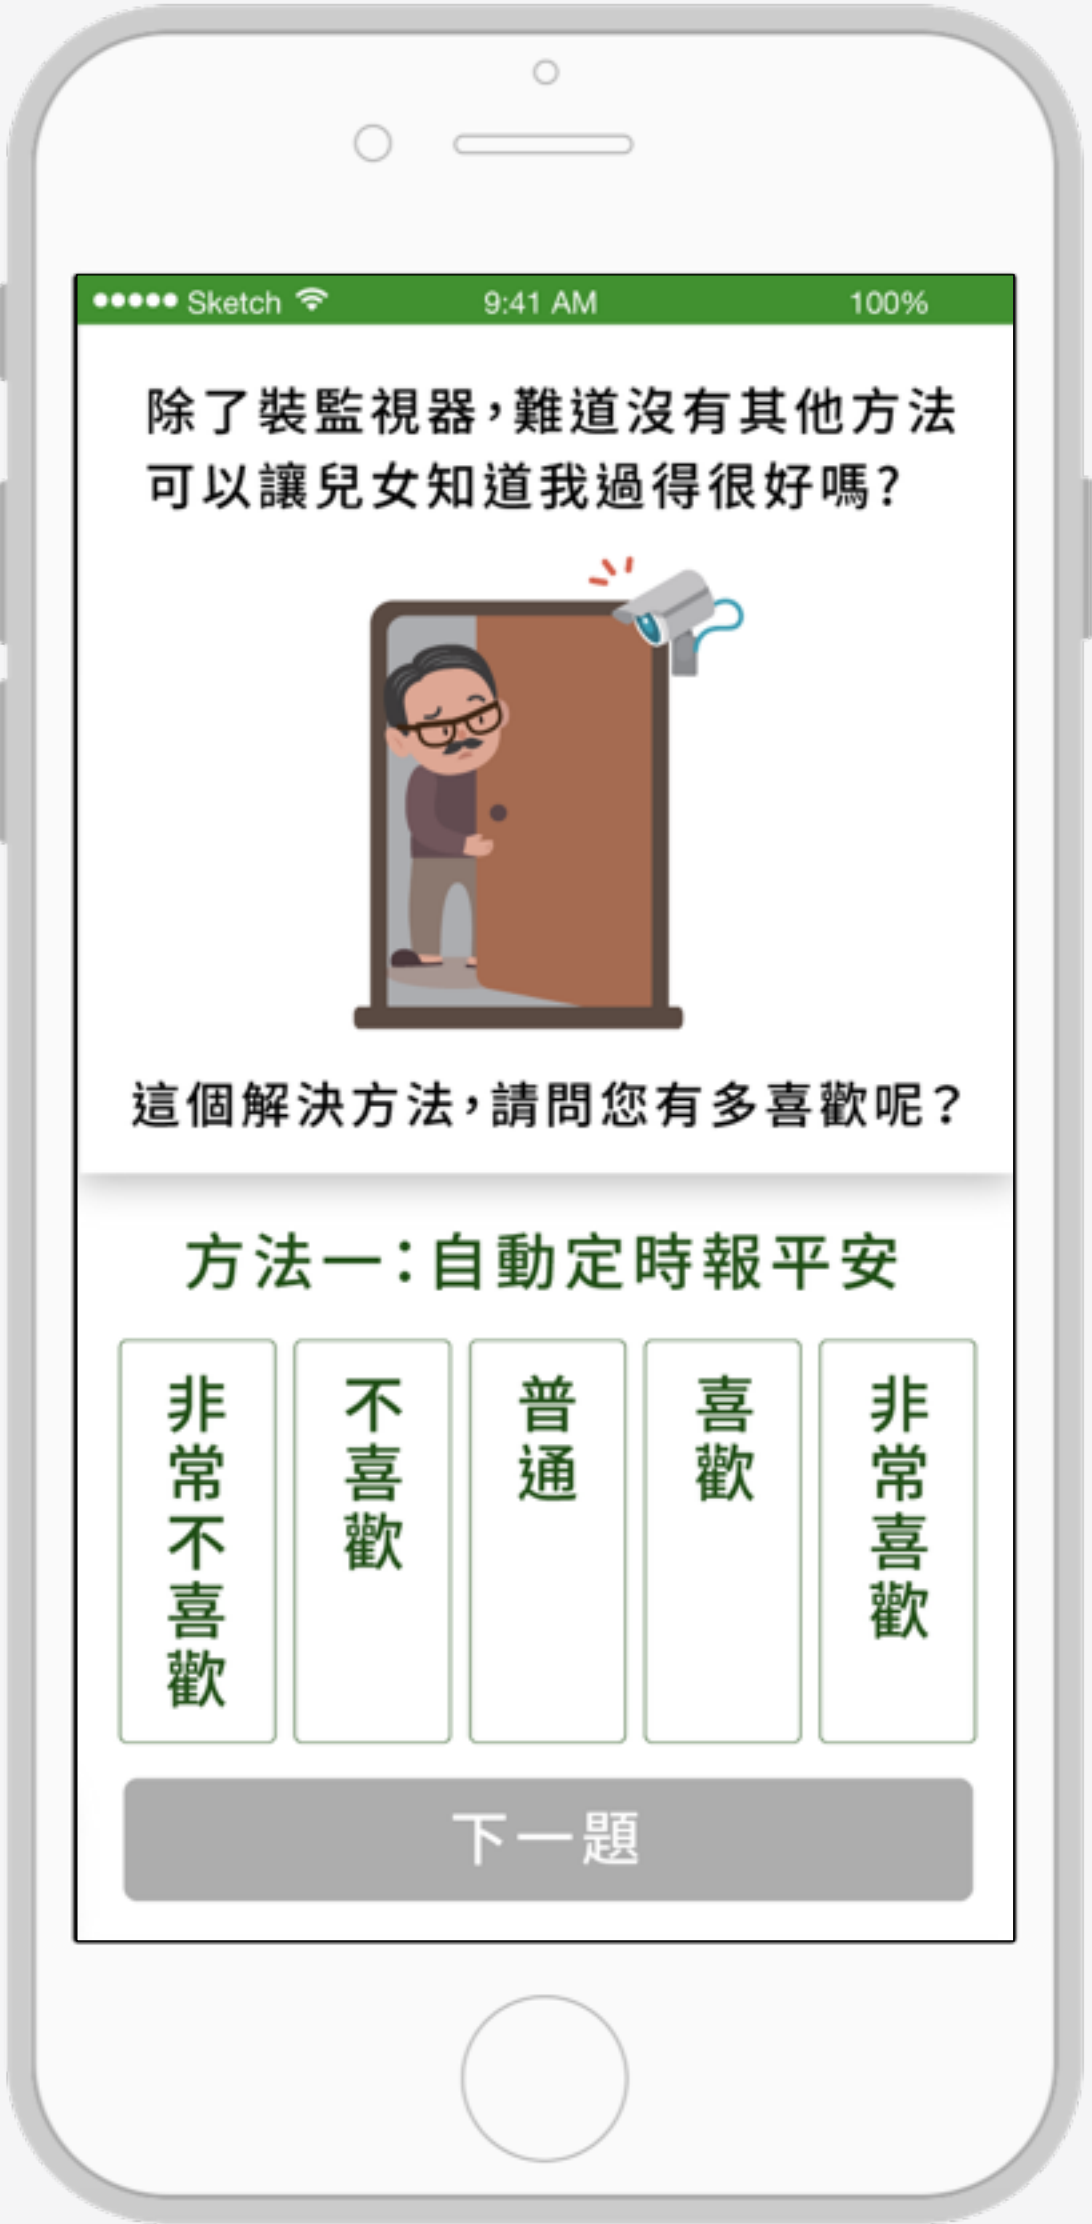 Sketch 9:41 AM 100%
除了裝監視器,難道沒有其他方法
可以讓兒女知道我過得很好嗎?
這個解決方法,請問您有多喜歡呢?
方法一:自動定時報平安
非常不喜歡
不喜歡
普通
喜歡
非常喜歡
下一題